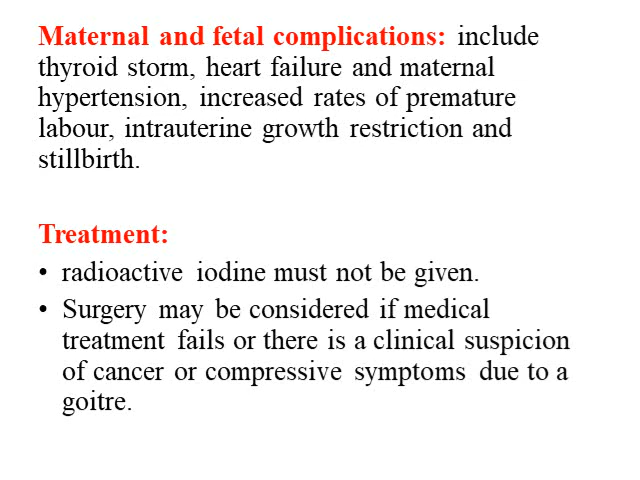 Maternal and fetal complications: include
thyroid storm, heart failure and maternal
hypertension, increased rates of premature
labour, intrauterine growth restriction and
stillbirth.
Treatment:
• radioactive iodine must not be given.
• Surgery may be considered if medical
treatment fails or there is a clinical suspicion
of cancer or compressive symptoms due to a
goitre.